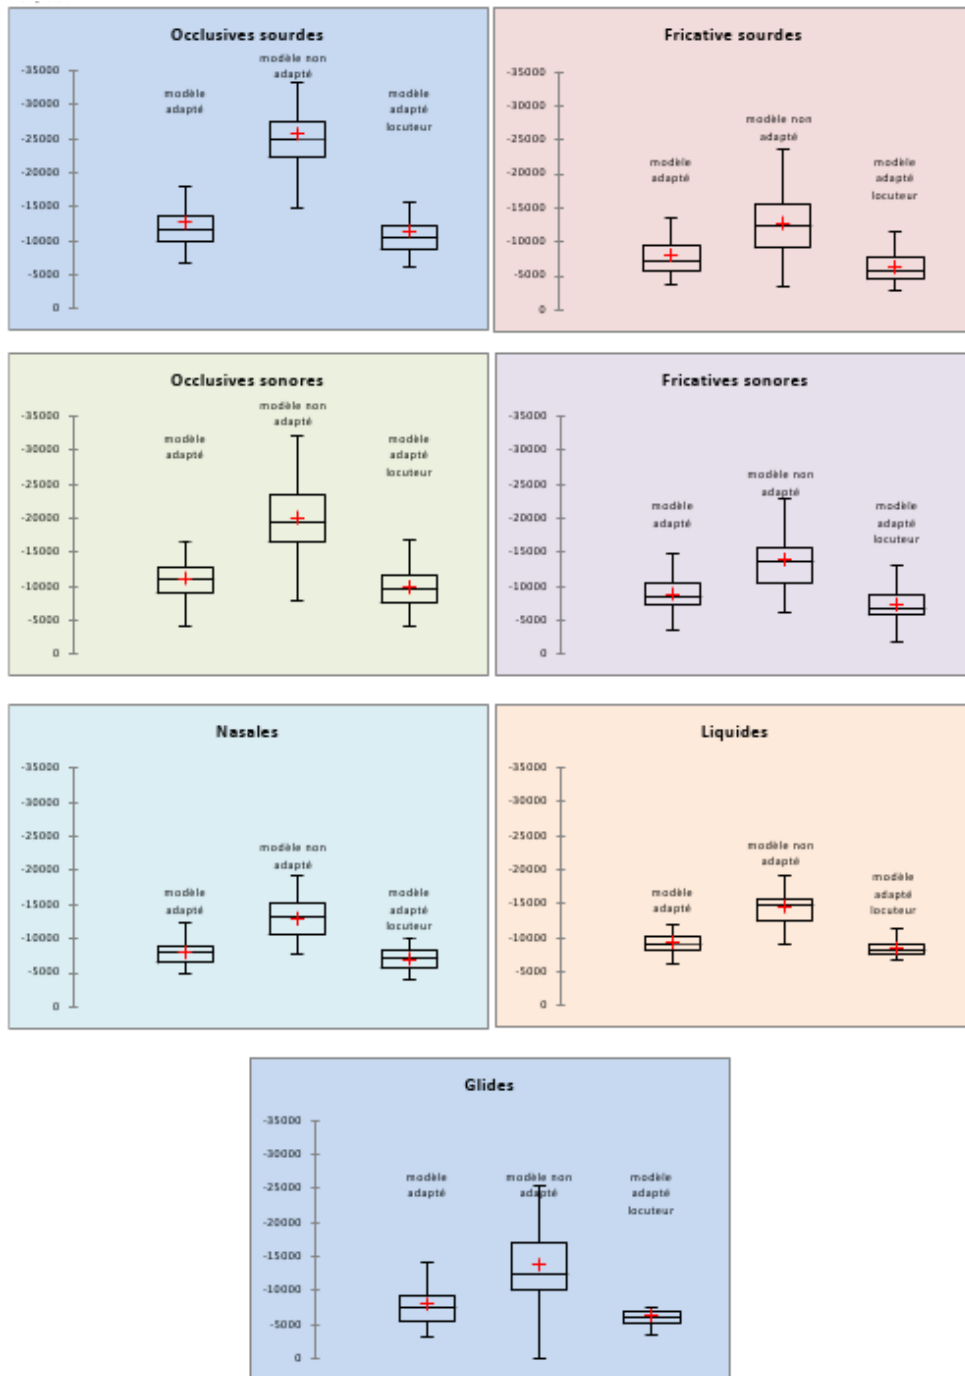 Occlusives sourdes
modèle non
adapté
modèle
adapté
modèle
adapté
locuteur
-35000
-30000
-25000
-20000
-15000
-10000
-5000
0
Fricative sourdes
modèle non
adapté
modèle
adapté
modèle
adapté
locuteur
-35000
-30000
-25000
-20000
-15000
-10000
-5000
0
Occlusives sonores
modèle non
adapté
modèle
adapté
modèle
adapté
locuteur
-35000
-30000
-25000
-20000
-15000
-10000
-5000
0
Fricatives sonores
modèle non
adapté
modèle
adapté
modèle
adapté
locuteur
-35000
-30000
-25000
-20000
-15000
-10000
-5000
0
Nasales
modèle non
adapté
modèle
adapté
modèle
adapté
locuteur
-35000
-30000
-25000
-20000
-15000
-10000
-5000
0
Liquides
modèle non
adapté
modèle
adapté
modèle
adapté
locuteur
-35000
-30000
-25000
-20000
-15000
-10000
-5000
0
Glides
modèle
adapté
modèle non
adapté
modèle
adapté
locuteur
-35000
-30000
-25000
-20000
-15000
-10000
-5000
0